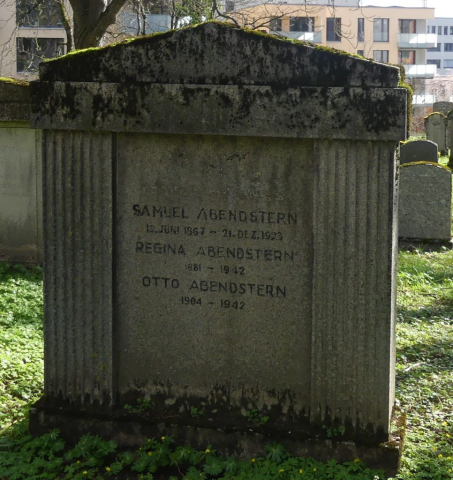 SAMUEL ABENDSTERN
12. JUNI 1867 – 21. DEZ. 1923
REGINA ABENDSTERN
1881 – 1942
OTTO ABENDSTERN
1904 – 1942